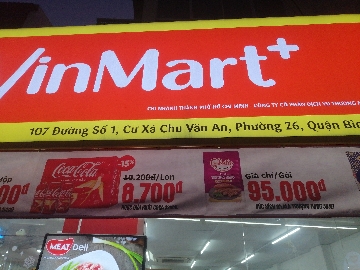 VinMart+
CHI NHÁNH THÀNH PHỐ HỒ CHÍ MINH - CÔNG TY CỔ PHẦN DỊCH VỤ THƯƠNG
107 Đường Số 1, Cư Xá Chu Văn An, Phường 26, Quận Bìn
Coca-Cola
-15%
10.200đ/Lon
8.700đ
Giá chỉ/Gói
95.000đ
MEAT Deli